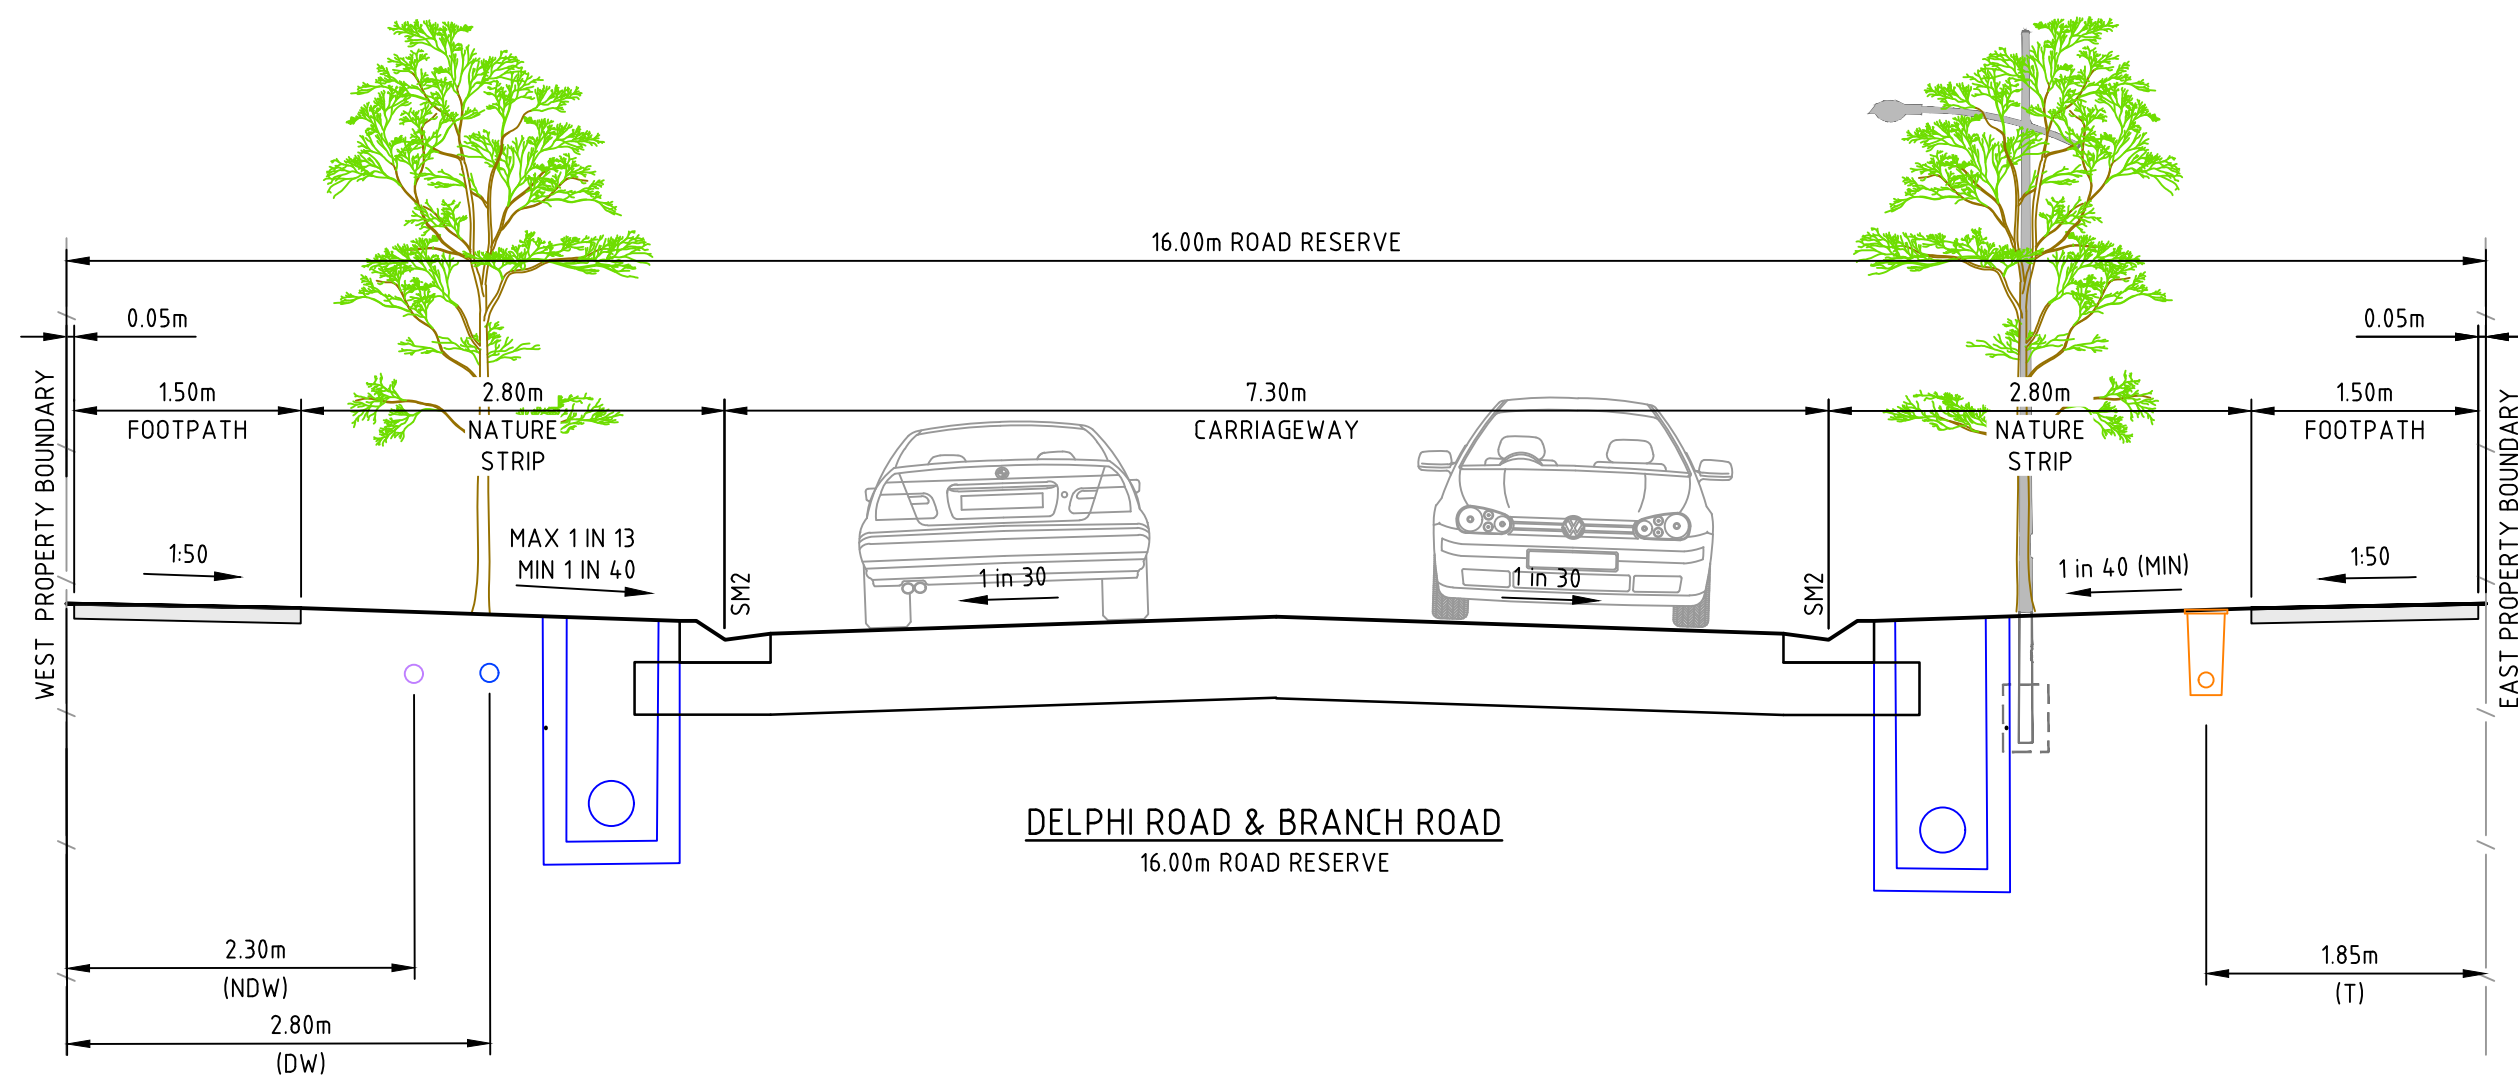 16.00m ROAD RESERVE
0.05m
0.05m
1.50m
FOOTPATH
2.80m
NATURE
STRIP
7.30m
CARRIAGEWAY
2.80m
NATURE
STRIP
1.50m
FOOTPATH
WEST PROPERTY BOUNDARY
EAST PROPERTY BOUNDARY
1:50
MAX 1 IN 13
MIN 1 IN 40
SM2
1 in 30
1 in 30
SM2
1 in 40 (MIN)
1:50
DELPHI ROAD & BRANCH ROAD
16.00m ROAD RESERVE
2.30m
(NDW)
2.80m
(DW)
1.85m
(T)